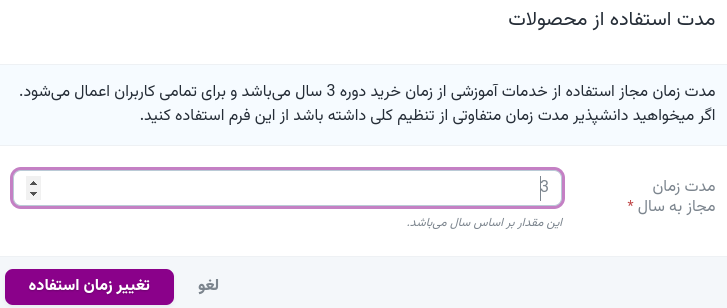 مدت استفاده از محصولات
مدت زمان مجاز استفاده از خدمات آموزشی از زمان خرید دوره 3 سال می‌باشد و برای تمامی کاربران اعمال می‌شود.
اگر میخواهید دانشپذیر مدت زمان متفاوتی از تنظیم کلی داشته باشد از این فرم استفاده کنید.
مدت زمان
مجاز به سال *
3
این مقدار بر اساس سال می‌باشد.
لغو
تغییر زمان استفاده